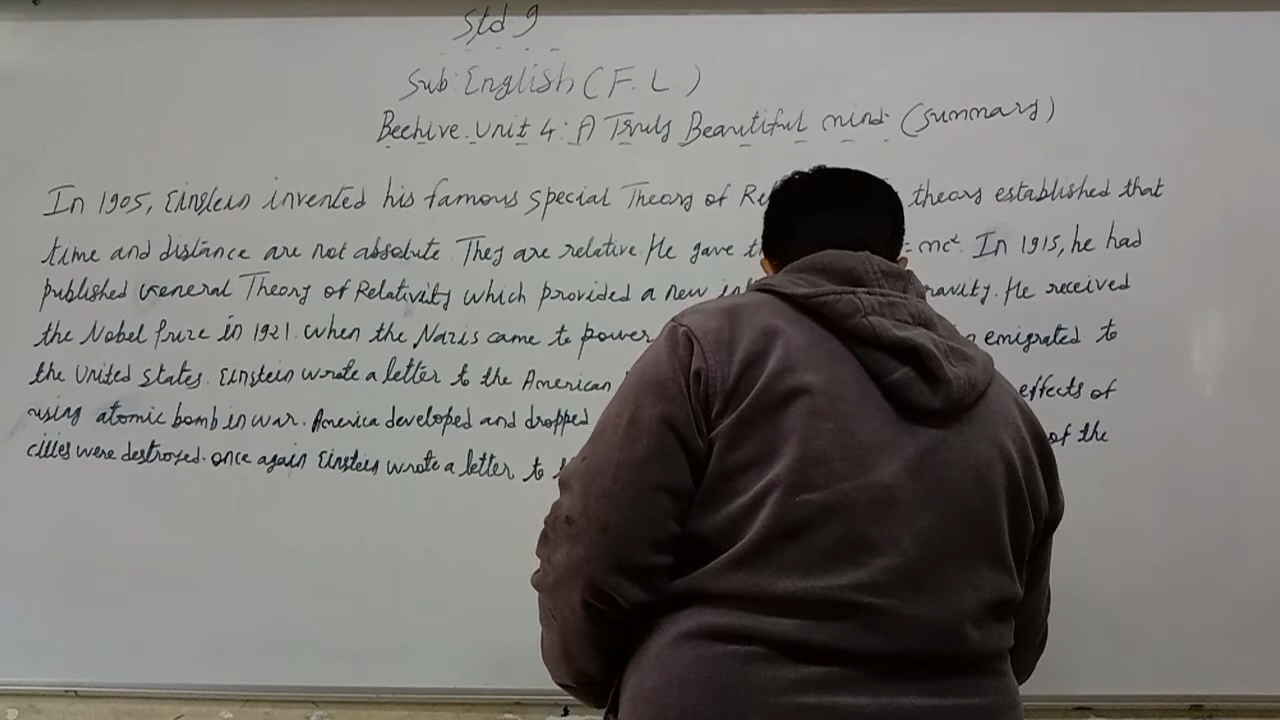 Std 9
Sub: English (F. L.)
Beehive. Unit 4: A Truly Beautiful mind. (Summary)
In 1905, Einstein invented his famous Special Theory of Re theory established that
time and distance are not absolute. They are relative. He gave = mc². In 1915, he had
published General Theory of Relativity which provided a new gravity. He received
the Nobel Prize in 1921. When the Nazis came to power emigrated to
the United States. Einstein wrote a letter to the American effects of
using atomic bomb in war. America developed and dropped
cities were destroyed. once again Einstein wrote a letter to of the